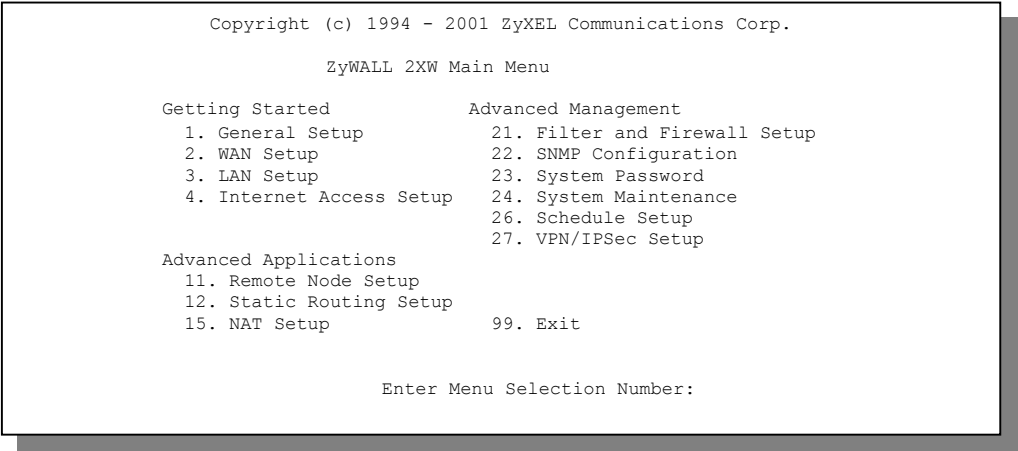 Copyright (c) 1994 - 2001 ZyXEL Communications Corp.
ZyWALL 2XW Main Menu
Getting Started Advanced Management
1. General Setup 21. Filter and Firewall Setup
2. WAN Setup 22. SNMP Configuration
3. LAN Setup 23. System Password
4. Internet Access Setup 24. System Maintenance
26. Schedule Setup
27. VPN/IPSec Setup
Advanced Applications
11. Remote Node Setup
12. Static Routing Setup
15. NAT Setup 99. Exit
Enter Menu Selection Number: